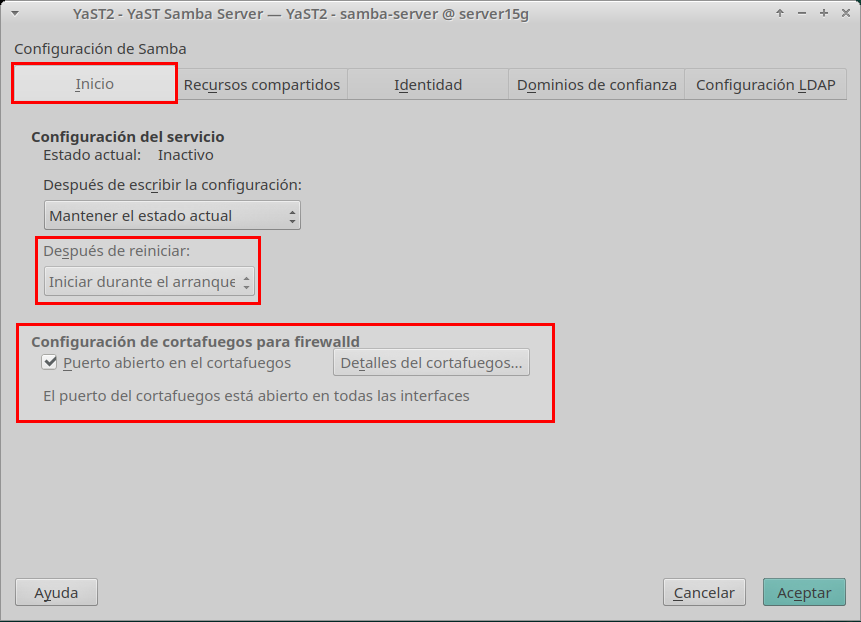 YaST2 - YaST Samba Server — YaST2 - samba-server @ server15g
Configuración de Samba
Inicio
Recursos compartidos
Identidad
Dominios de confianza
Configuración LDAP
Configuración del servicio
Estado actual: Inactivo
Después de escribir la configuración:
Mantener el estado actual
Después de reiniciar:
Iniciar durante el arranque
Configuración de cortafuegos para firewalld
Puerto abierto en el cortafuegos
Detalles del cortafuegos...
El puerto del cortafuegos está abierto en todas las interfaces
Ayuda
Cancelar
Aceptar